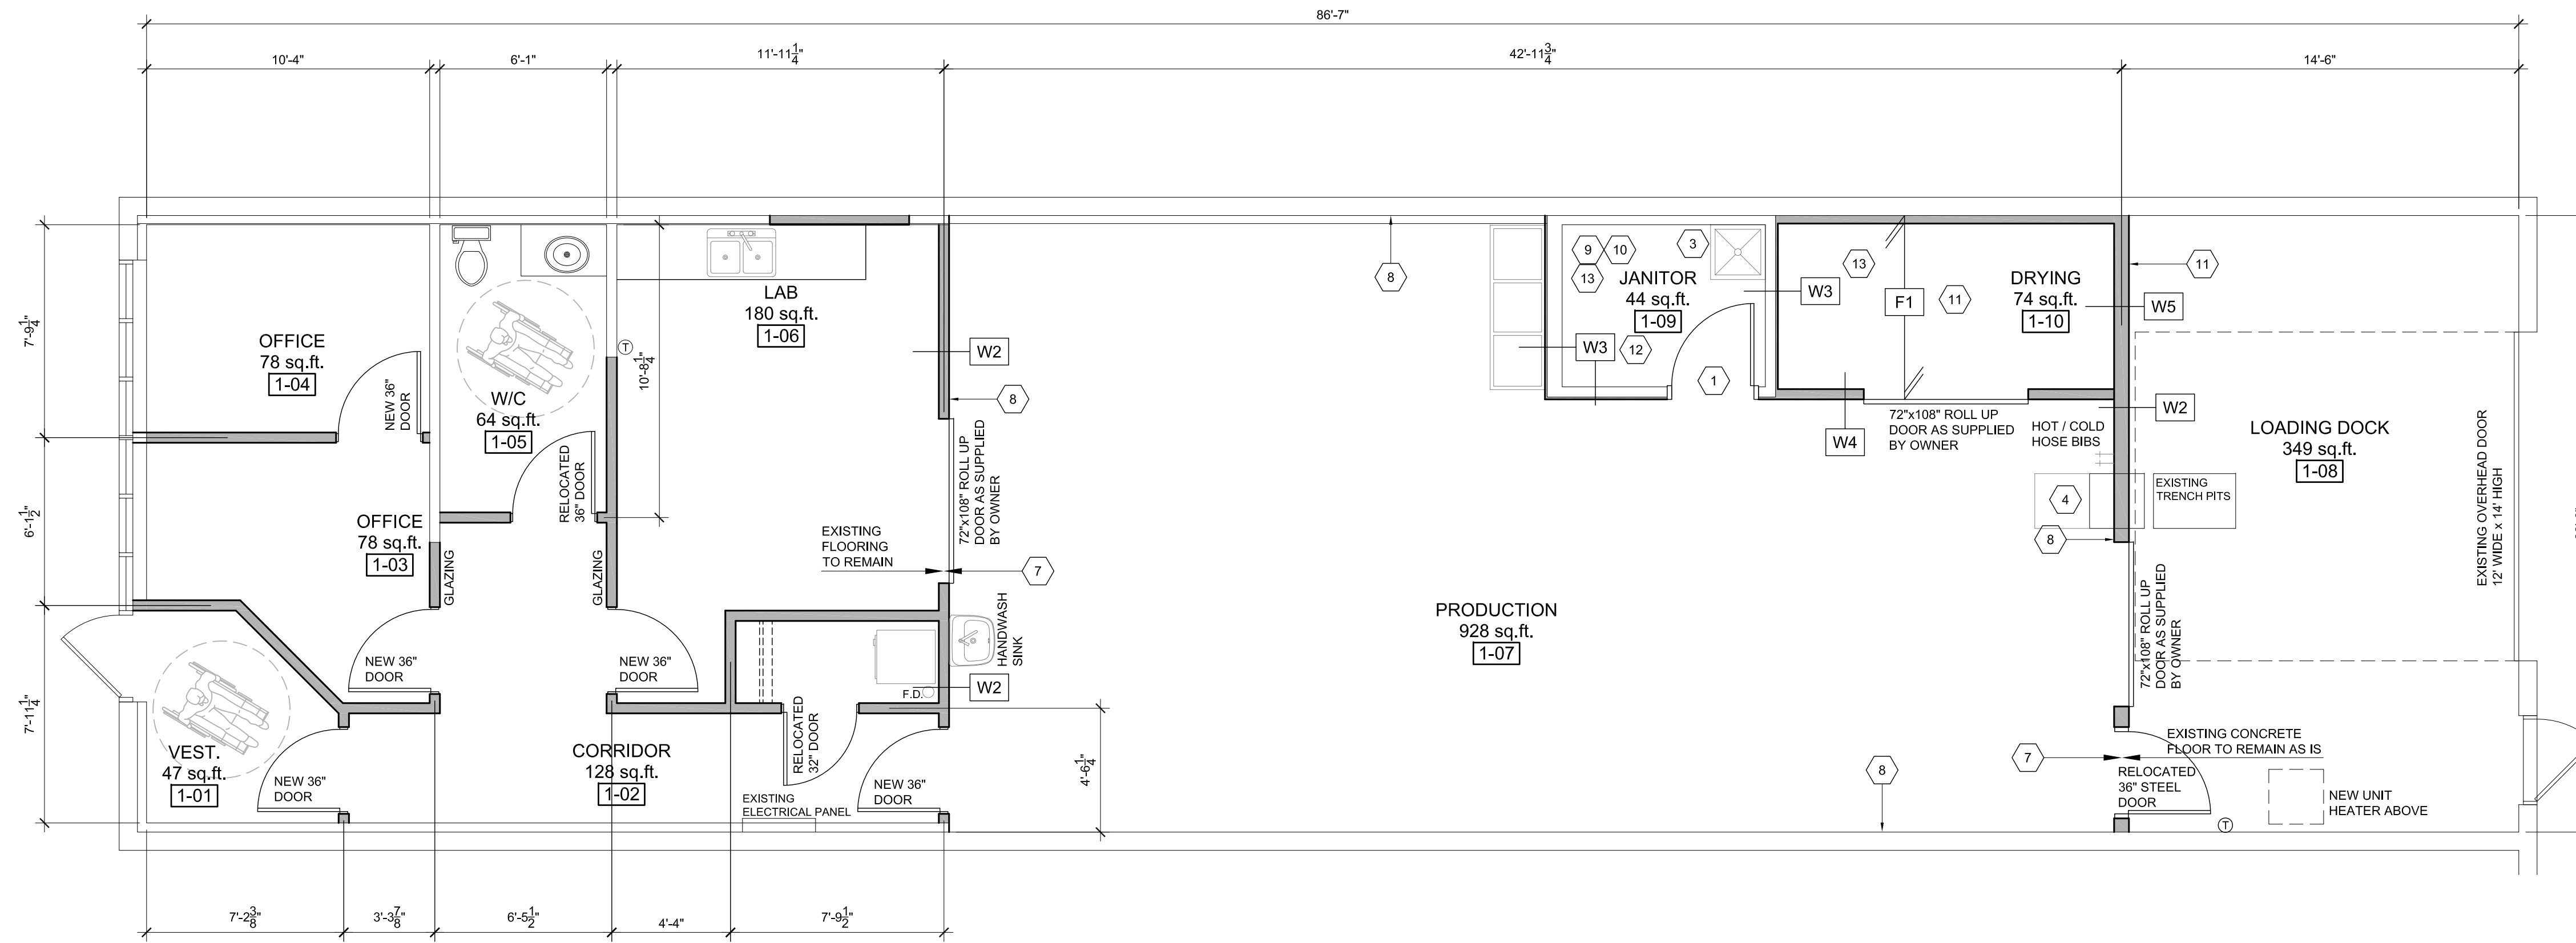 86'-7"
10'-4"
6'-1"
11'-11 1/4"
42'-11 3/4"
14'-6"
7'-9 1/4"
6'-1 1/2"
7'-11 1/4"
OFFICE
78 sq.ft.
1-04
NEW 36"
DOOR
W/C
64 sq.ft.
1-05
RELOCATED
36" DOOR
T
10'-8 1/4"
LAB
180 sq.ft.
1-06
W2
8
72"x108" ROLL UP
DOOR AS SUPPLIED
BY OWNER
EXISTING
FLOORING
TO REMAIN
7
OFFICE
78 sq.ft.
1-03
GLAZING
GLAZING
NEW 36"
DOOR
NEW 36"
DOOR
HANDWASH
SINK
F.D.
W2
RELOCATED
32" DOOR
VEST.
47 sq.ft.
1-01
NEW 36"
DOOR
CORRIDOR
128 sq.ft.
1-02
EXISTING
ELECTRICAL PANEL
NEW 36"
DOOR
4'-6 1/4"
8
PRODUCTION
928 sq.ft.
1-07
8
9
10
13
3
JANITOR
44 sq.ft.
1-09
W3
W3
12
1
13
F1
11
DRYING
74 sq.ft.
1-10
11
W5
W4
72"x108" ROLL UP
DOOR AS SUPPLIED
BY OWNER
HOT / COLD
HOSE BIBS
W2
4
EXISTING
TRENCH PITS
8
LOADING DOCK
349 sq.ft.
1-08
EXISTING OVERHEAD DOOR
12' WIDE x 14' HIGH
72"x108" ROLL UP
DOOR AS SUPPLIED
BY OWNER
7
EXISTING CONCRETE
FLOOR TO REMAIN AS IS
RELOCATED
36" STEEL
DOOR
T
NEW UNIT
HEATER ABOVE
7'-2 3/8"
3'-3 7/8"
6'-5 1/2"
4'-4"
7'-9 1/2"